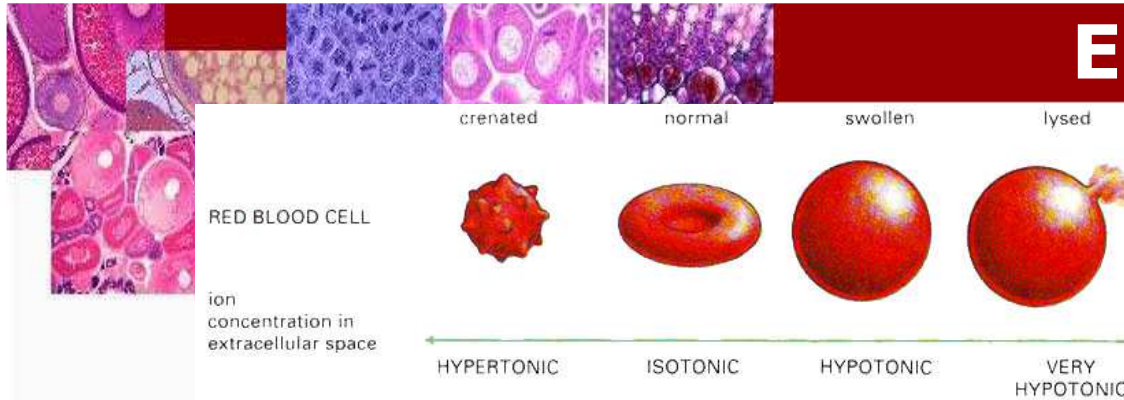 E
crenated normal swollen lysed
RED BLOOD CELL
ion
concentration in
extracellular space
HYPERTONIC ISOTONIC HYPOTONIC VERY
HYPOTONIC